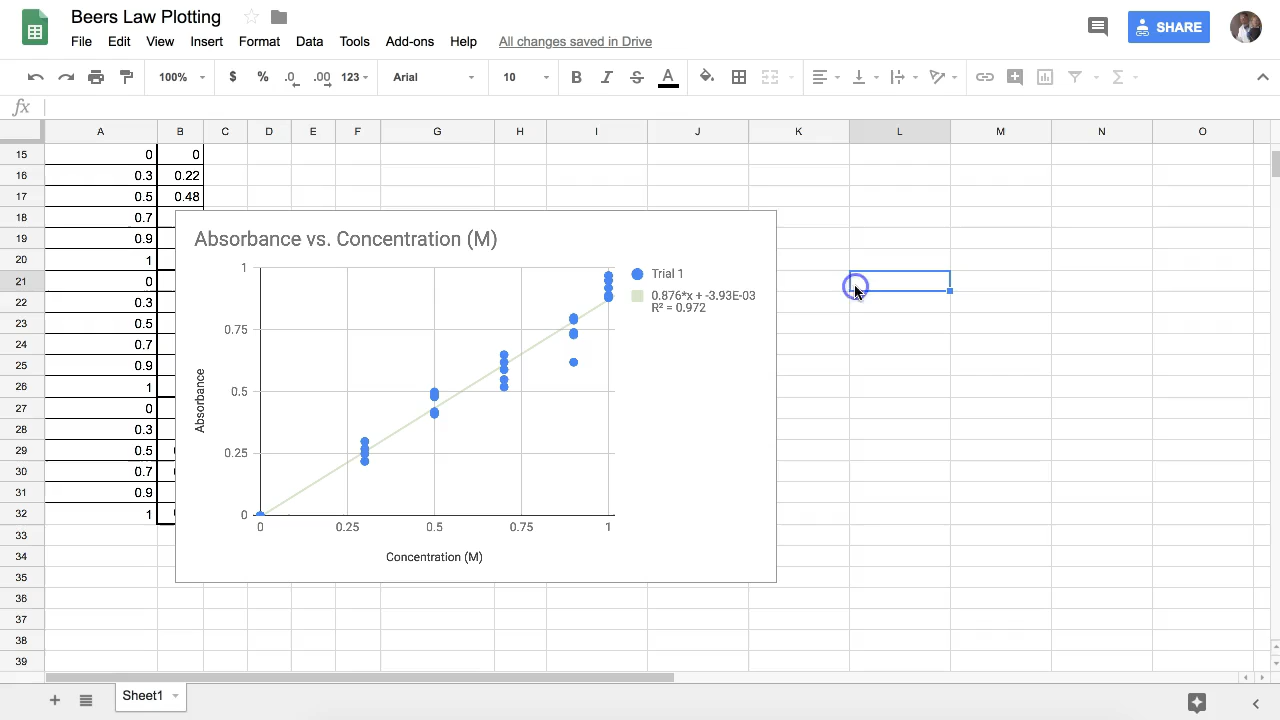 Beers Law Plotting
File Edit View Insert Format Data Tools Add-ons Help All changes saved in Drive
SHARE
100% $ % .0 .00 123 Arial 10 B I S A
fx
A B C D E F G H I J K L M N O
15 0 0
16 0.3 0.22
17 0.5 0.48
18 0.7
19 0.9
20 1
21 0
22 0.3
23 0.5
24 0.7
25 0.9
26 1
27 0
28 0.3
29 0.5
30 0.7
31 0.9
32 1
33
34
35
36
37
38
39
Absorbance vs. Concentration (M)
Trial 1
0.876*x + -3.93E-03
R² = 0.972
1
0.75
0.5
0.25
0
Absorbance
0 0.25 0.5 0.75 1
Concentration (M)
Sheet1